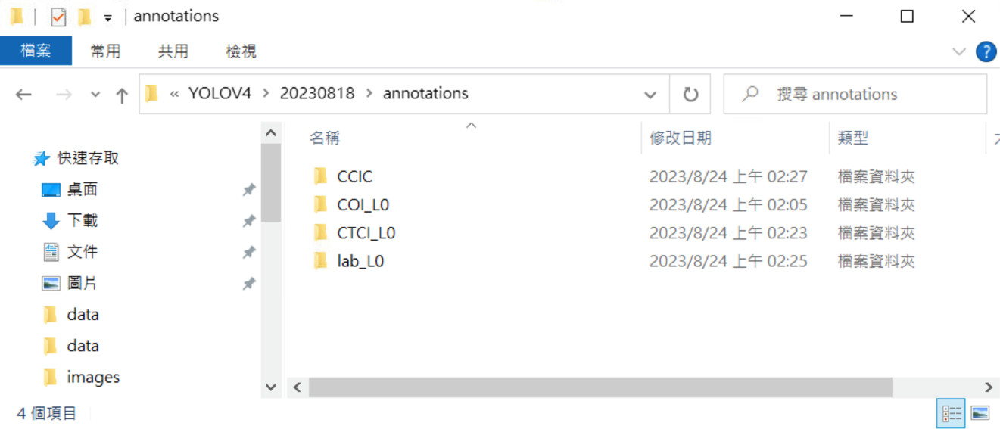 annotations
檔案 常用 共用 檢視
« YOLOV4 › 20230818 › annotations 搜尋 annotations
名稱 修改日期 類型
快速存取
桌面
下載
文件
圖片
data
data
images
CCIC 2023/8/24 上午 02:27 檔案資料夾
COI_L0 2023/8/24 上午 02:05 檔案資料夾
CTCI_L0 2023/8/24 上午 02:23 檔案資料夾
lab_L0 2023/8/24 上午 02:25 檔案資料夾
4 個項目